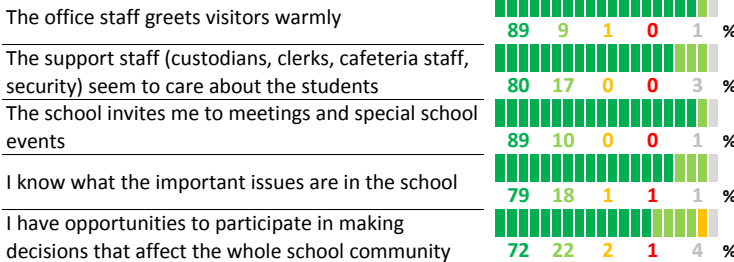 The office staff greets visitors warmly
89 9 1 0 1 %
The support staff (custodians, clerks, cafeteria staff,
security) seem to care about the students
80 17 0 0 3 %
The school invites me to meetings and special school
events
89 10 0 0 1 %
I know what the important issues are in the school
79 18 1 1 1 %
I have opportunities to participate in making
decisions that affect the whole school community
72 22 2 1 4 %